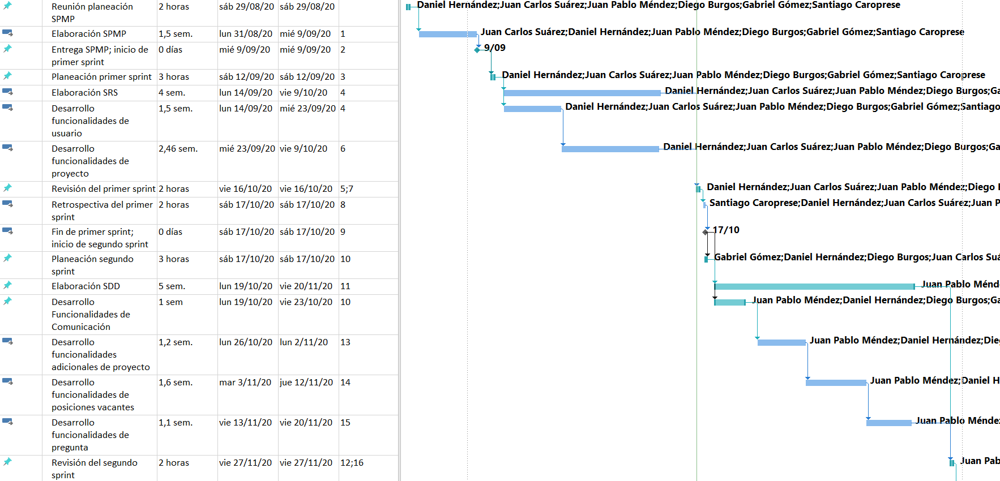 Reunión planeación 2 horas sáb 29/08/20 sáb 29/08/20 Daniel Hernández;Juan Carlos Suárez;Juan Pablo Méndez;Diego Burgos;Gabriel Gómez;Santiago Caroprese
SPMP
Elaboración SPMP 1,5 sem. lun 31/08/20 mié 9/09/20 1 Juan Carlos Suárez;Daniel Hernández;Juan Pablo Méndez;Diego Burgos;Gabriel Gómez;Santiago Caroprese
Entrega SPMP; inicio de 0 días mié 9/09/20 mié 9/09/20 2 9/09
primer sprint
Planeación primer sprint 3 horas sáb 12/09/20 sáb 12/09/20 3 Daniel Hernández;Juan Carlos Suárez;Juan Pablo Méndez;Diego Burgos;Gabriel Gómez;Santiago Caroprese
Elaboración SRS 4 sem. lun 14/09/20 vie 9/10/20 4 Daniel Hernández;Juan Carlos Suárez;Juan Pablo Méndez;Diego Burgos;Ga
Desarrollo 1,5 sem. lun 14/09/20 mié 23/09/20 4 Daniel Hernández;Juan Carlos Suárez;Juan Pablo Méndez;Diego Burgos;Gabriel Gómez;Santiago
funcionalidades de
usuario
Desarrollo 2,46 sem. mié 23/09/20 vie 9/10/20 6 Daniel Hernández;Juan Carlos Suárez;Juan Pablo Méndez;Diego Burgos;Ga
funcionalidades de
proyecto
Revisión del primer sprint 2 horas vie 16/10/20 vie 16/10/20 5;7 Daniel Hernández;Juan Carlos Suárez;Juan Pablo Méndez;Diego
Retrospectiva del primer 2 horas sáb 17/10/20 sáb 17/10/20 8 Santiago Caroprese;Daniel Hernández;Juan Carlos Suárez;Juan P
sprint
Fin de primer sprint; 0 días sáb 17/10/20 sáb 17/10/20 9 17/10
inicio de segundo sprint
Planeación segundo 3 horas sáb 17/10/20 sáb 17/10/20 10 Gabriel Gómez;Daniel Hernández;Diego Burgos;Juan Carlos Suá
sprint
Elaboración SDD 5 sem. lun 19/10/20 vie 20/11/20 11 Juan Pablo Ménd
Desarrollo 1 sem lun 19/10/20 vie 23/10/20 10 Juan Pablo Méndez;Daniel Hernández;Diego Burgos;Ga
Funcionalidades de
Comunicación
Desarrollo 1,2 sem. lun 26/10/20 lun 2/11/20 13 Juan Pablo Méndez;Daniel Hernández;Die
funcionalidades
adicionales de proyecto
Desarrollo 1,6 sem. mar 3/11/20 jue 12/11/20 14 Juan Pablo Méndez;Daniel H
funcionalidades de
posiciones vacantes
Desarrollo 1,1 sem. vie 13/11/20 vie 20/11/20 15 Juan Pablo Méndez
funcionalidades de
pregunta
Revisión del segundo 2 horas vie 27/11/20 vie 27/11/20 12;16 Juan Pab
sprint